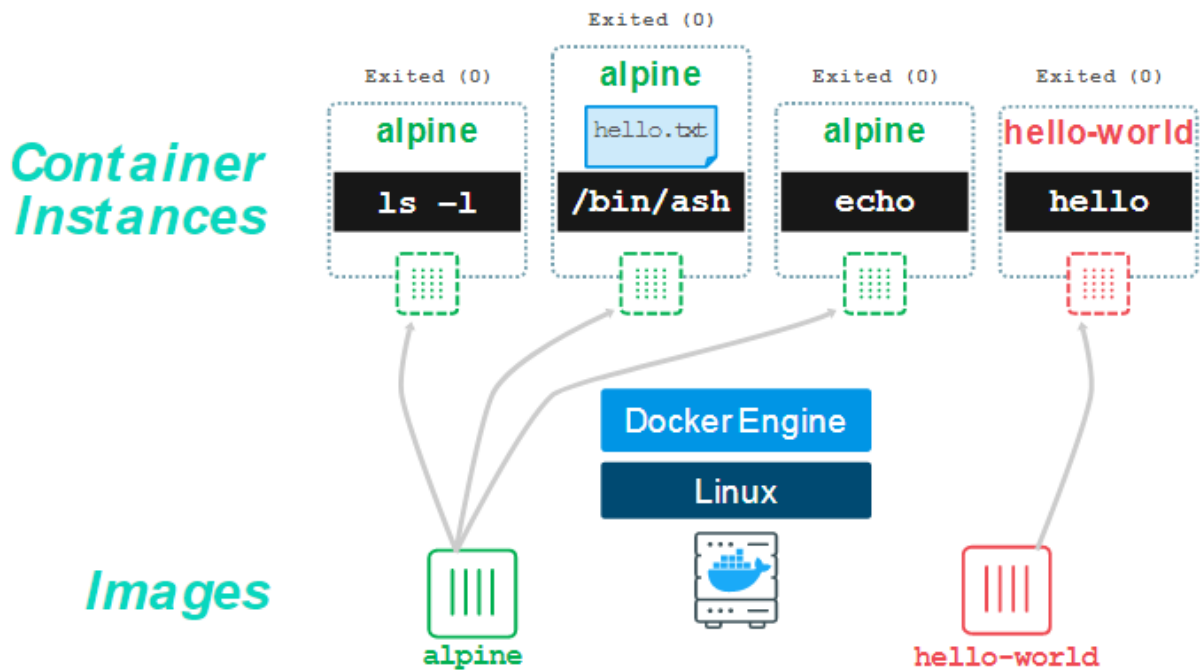 Exited (0)
Exited (0)
Exited (0)
Exited (0)
alpine
alpine
alpine
hello-world
hello.txt
Container
Instances
ls -l
/bin/ash
echo
hello
Docker Engine
Linux
Images
alpine
hello-world